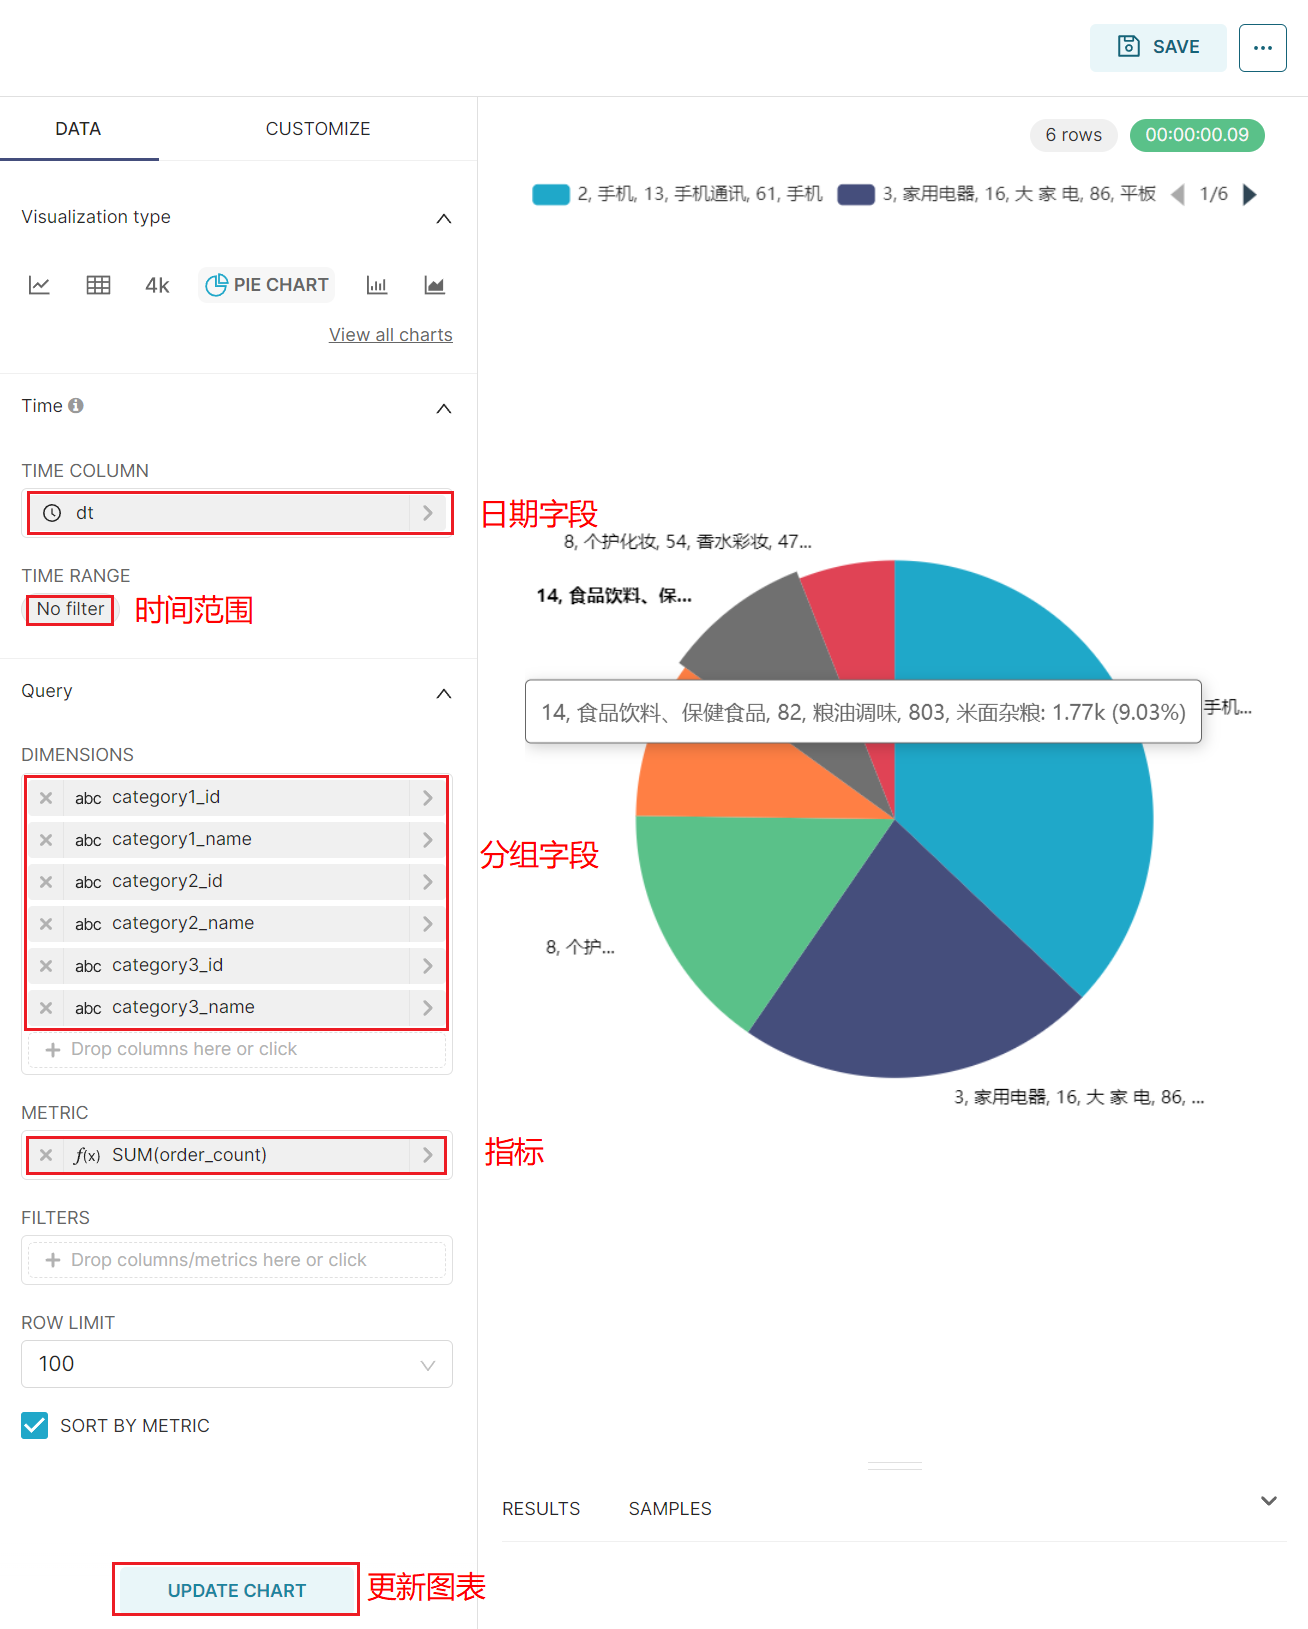 SAVE
...
DATA
CUSTOMIZE
6 rows
00:00:00.09
2, 手机, 13, 手机通讯, 61, 手机
3, 家用电器, 16, 大 家 电, 86, 平板
1/6
Visualization type
4k
PIE CHART
View all charts
Time
TIME COLUMN
dt
日期字段
TIME RANGE
No filter
时间范围
Query
DIMENSIONS
abc category1_id
abc category1_name
abc category2_id
abc category2_name
abc category3_id
abc category3_name
分组字段
Drop columns here or click
METRIC
f(x) SUM(order_count)
指标
FILTERS
Drop columns/metrics here or click
ROW LIMIT
100
SORT BY METRIC
UPDATE CHART
更新图表
8, 个护化妆, 54, 香水彩妆, 47...
14, 食品饮料、保...
14, 食品饮料、保健食品, 82, 粮油调味, 803, 米面杂粮: 1.77k (9.03%)
手机...
8, 个护...
3, 家用电器, 16, 大 家 电, 86, ...
RESULTS
SAMPLES